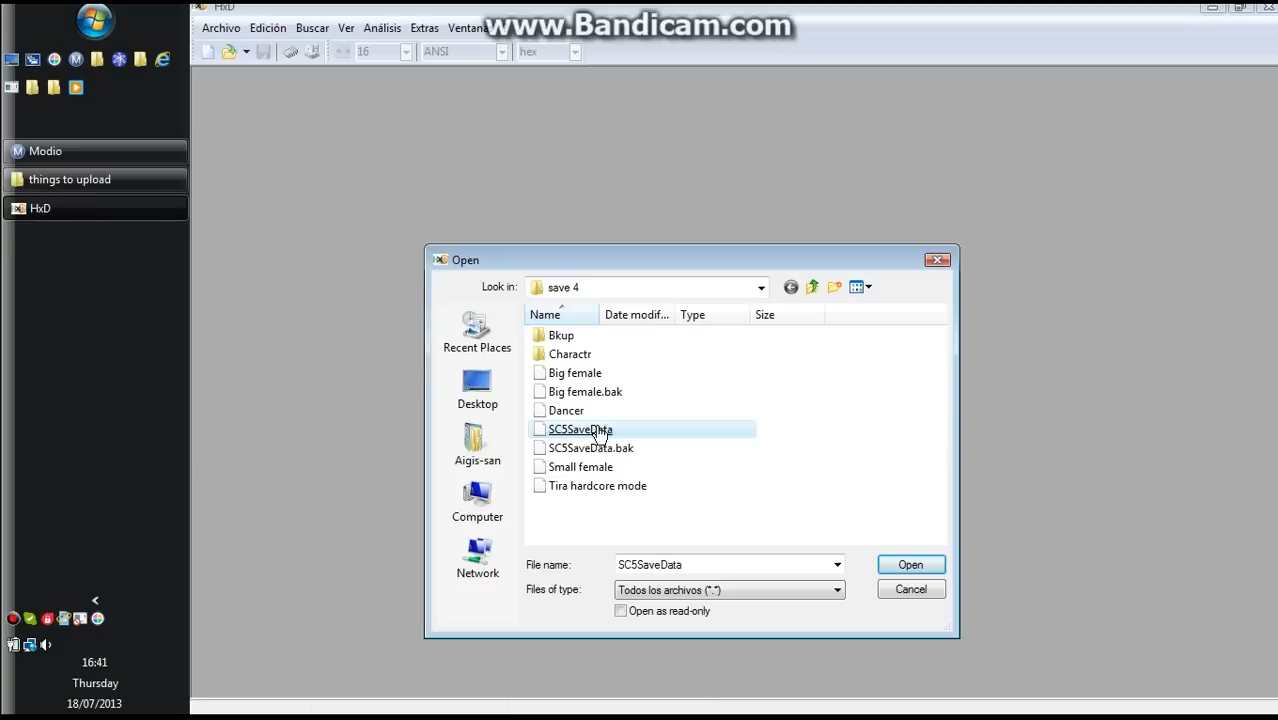 HxD
www.Bandicam.com
Archivo Edición Buscar Ver Análisis Extras Ventana
16 ANSI hex
Modio
things to upload
HxD
Open
Look in: save 4
Name Date modif... Type Size
Bkup
Charactr
Big female
Big female.bak
Dancer
SC5SaveData
SC5SaveData.bak
Small female
Tira hardcore mode
Recent Places
Desktop
Aigis-san
Computer
Network
File name: SC5SaveData Open
Files of type: Todos los archivos (*.*) Cancel
Open as read-only
16:41
Thursday
18/07/2013